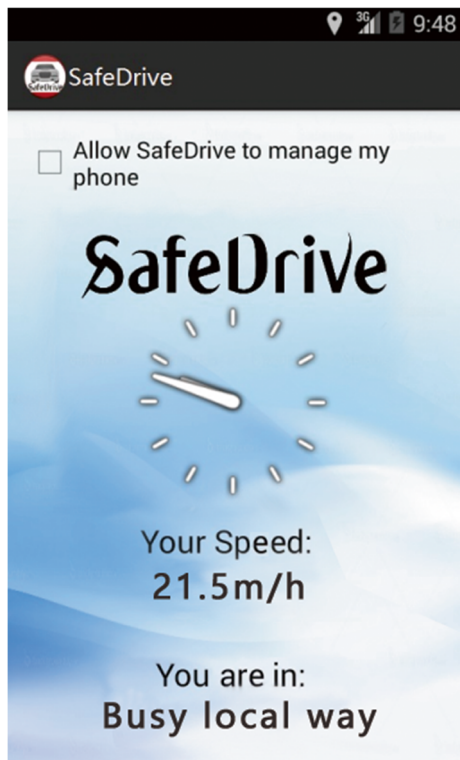 3G 9:48
SafeDrive SafeDrive
Allow SafeDrive to manage my
phone
SafeDrive
Your Speed:
21.5m/h
You are in:
Busy local way